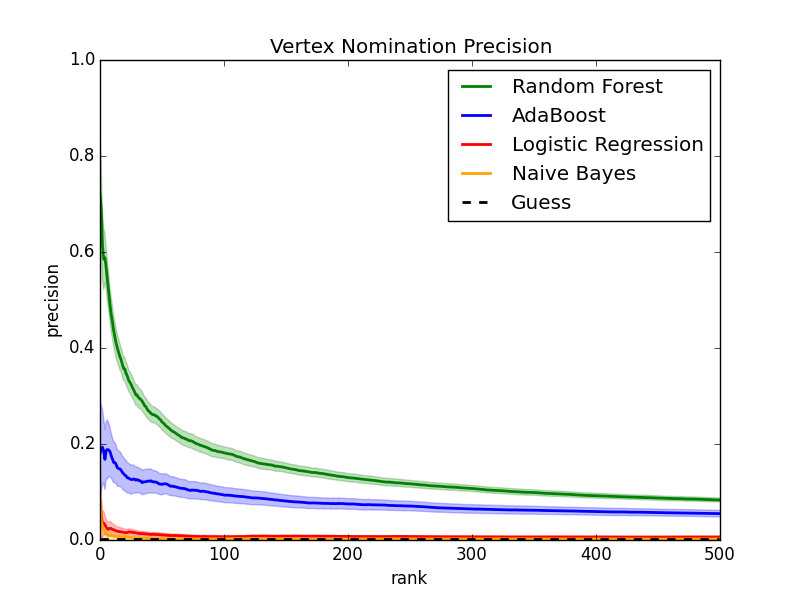 Vertex Nomination Precision
1.0
0.8
0.6
0.4
0.2
0.0
precision
Random Forest
AdaBoost
Logistic Regression
Naive Bayes
Guess
0 100 200 300 400 500
rank